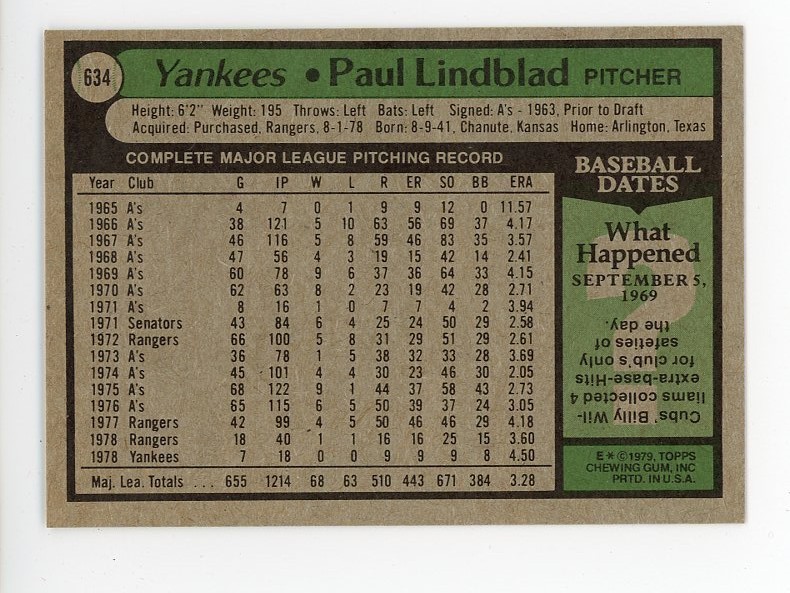 634 Yankees • Paul Lindblad PITCHER
Height: 6'2" Weight: 195 Throws: Left Bats: Left Signed: A's - 1963, Prior to Draft
Acquired: Purchased, Rangers, 8-1-78 Born: 8-9-41, Chanute, Kansas Home: Arlington, Texas
COMPLETE MAJOR LEAGUE PITCHING RECORD
Year Club G IP W L R ER SO BB ERA
1965 A's 4 7 0 1 9 9 12 0 11.57
1966 A's 38 121 5 10 63 56 69 37 4.17
1967 A's 46 116 5 8 59 46 83 35 3.57
1968 A's 47 56 4 3 19 15 42 14 2.41
1969 A's 60 78 9 6 37 36 64 33 4.15
1970 A's 62 63 8 2 23 19 42 28 2.71
1971 A's 8 16 1 0 7 7 4 2 3.94
1971 Senators 43 84 6 4 25 24 50 29 2.58
1972 Rangers 66 100 5 8 31 29 51 29 2.61
1973 A's 36 78 1 5 38 32 33 28 3.69
1974 A's 45 101 4 4 30 23 46 30 2.05
1975 A's 68 122 9 1 44 37 58 43 2.73
1976 A's 65 115 6 5 50 39 37 24 3.05
1977 Rangers 42 99 4 5 50 46 46 29 4.18
1978 Rangers 18 40 1 1 16 16 25 15 3.60
1978 Yankees 7 18 0 0 9 9 9 8 4.50
Maj. Lea. Totals ... 655 1214 68 63 510 443 671 384 3.28
BASEBALL
DATES
What
Happened
SEPTEMBER 5,
1969
Cubs' Billy Wil-
liams collected 4
extra-base-Hits
for club's only
safeties of
the day.
E * © 1979, TOPPS
CHEWING GUM, INC
PRTD. IN U.S.A.